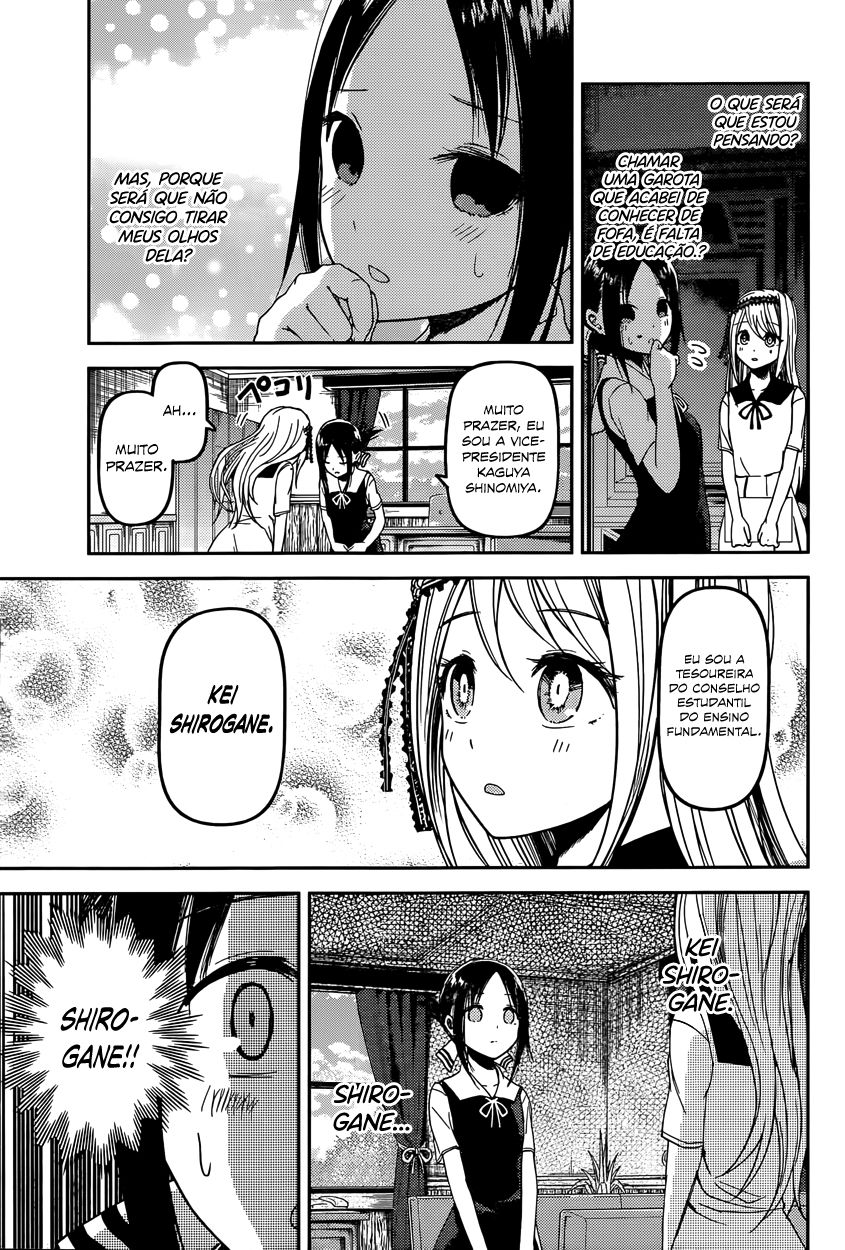 O QUE SERÁ
QUE ESTOU
PENSANDO?
CHAMAR
UMA GAROTA
QUE ACABEI DE
CONHECER DE
FOFA, É FALTA
DE EDUCAÇÃO.?
MAS, PORQUE
SERÁ QUE NÃO
CONSIGO TIRAR
MEUS OLHOS
DELA?
MUITO
PRAZER, EU
SOU A VICE-
PRESIDENTE
KAGUYA
SHINOMIYA.
ペコリ
AH...
MUITO
PRAZER.
EU SOU A
TESOUREIRA
DO CONSELHO
ESTUDANTIL
DO ENSINO
FUNDAMENTAL.
KEI
SHIROGANE.
KEI
SHIRO-
GANE.
SHIRO-
GANE...
SHIRO-
GANE!!